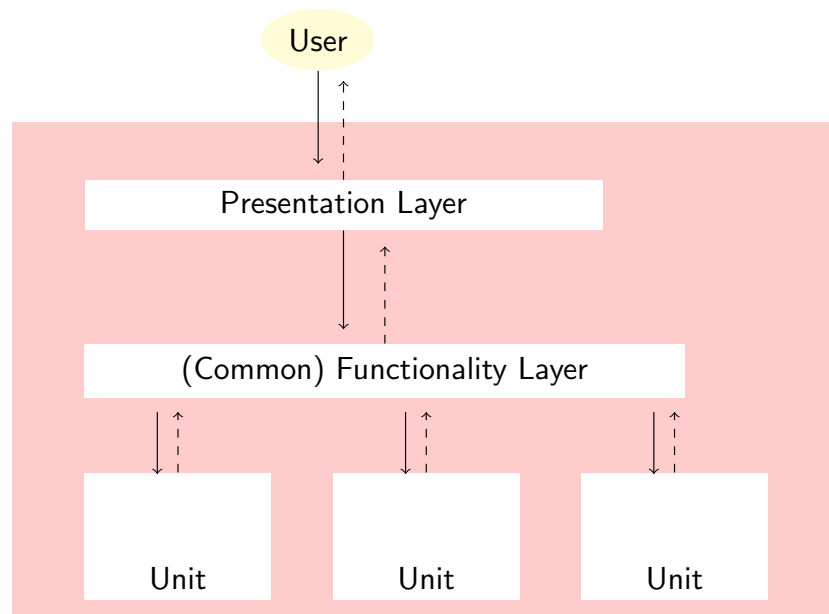 User
Presentation Layer
(Common) Functionality Layer
Unit
Unit
Unit